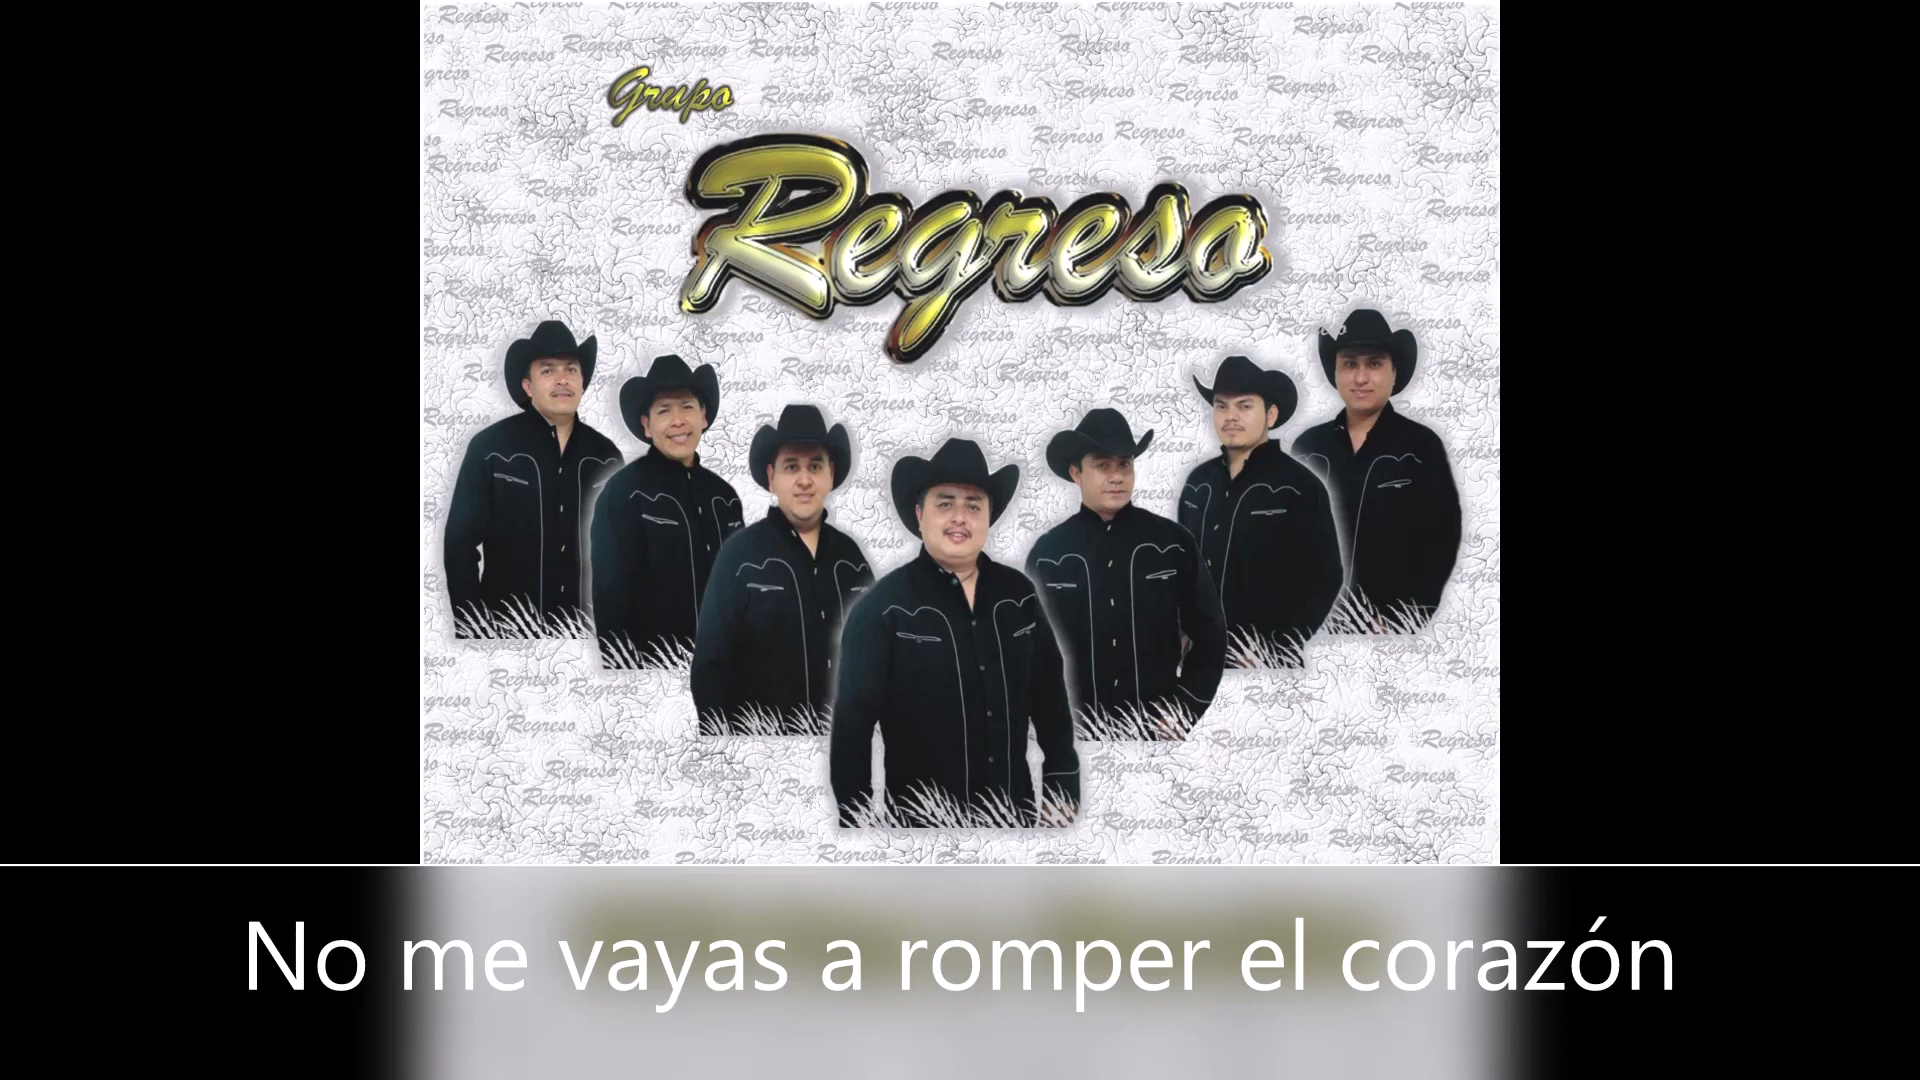 Grupo
Regreso
No me vayas a romper el corazón